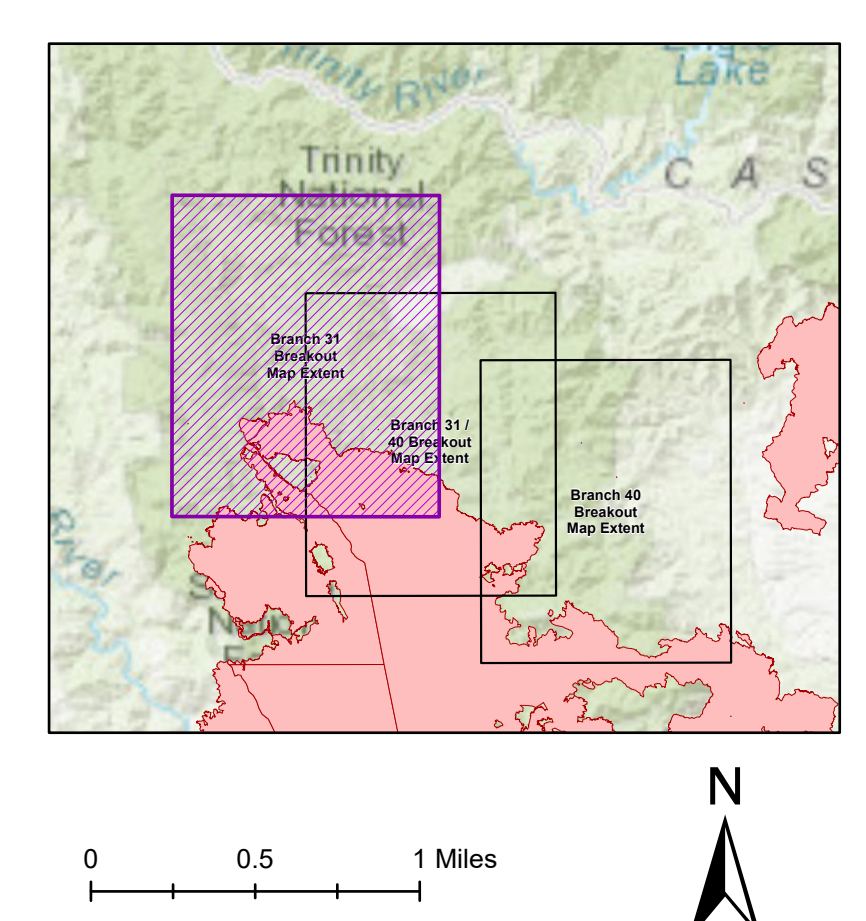 Trinity River
Lake
C A S
Trinity
National
Forest
Branch 31
Breakout
Map Extent
Branch 31 /
40 Breakout
Map Extent
Branch 40
Breakout
Map Extent
River
N
0 0.5 1 Miles